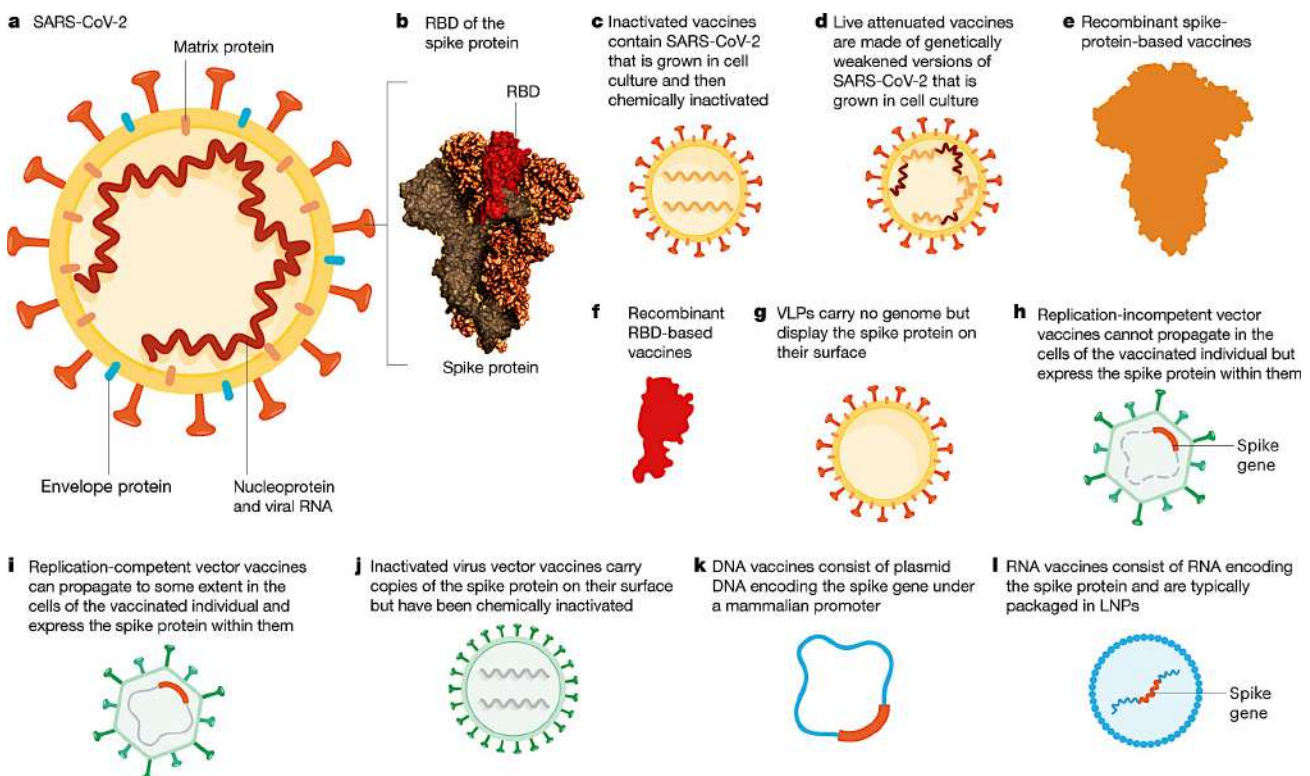 a SARS-CoV-2
Matrix protein
Envelope protein
Nucleoprotein
and viral RNA
b RBD of the
spike protein
RBD
Spike protein
c Inactivated vaccines
contain SARS-CoV-2
that is grown in cell
culture and then
chemically inactivated
d Live attenuated vaccines
are made of genetically
weakened versions of
SARS-CoV-2 that is
grown in cell culture
e Recombinant spike-
protein-based vaccines
f Recombinant
RBD-based
vaccines
g VLPs carry no genome but
display the spike protein on
their surface
h Replication-incompetent vector
vaccines cannot propagate in the
cells of the vaccinated individual but
express the spike protein within them
Spike
gene
i Replication-competent vector vaccines
can propagate to some extent in the
cells of the vaccinated individual and
express the spike protein within them
j Inactivated virus vector vaccines carry
copies of the spike protein on their surface
but have been chemically inactivated
k DNA vaccines consist of plasmid
DNA encoding the spike gene under
a mammalian promoter
l RNA vaccines consist of RNA encoding
the spike protein and are typically
packaged in LNPs
Spike
gene